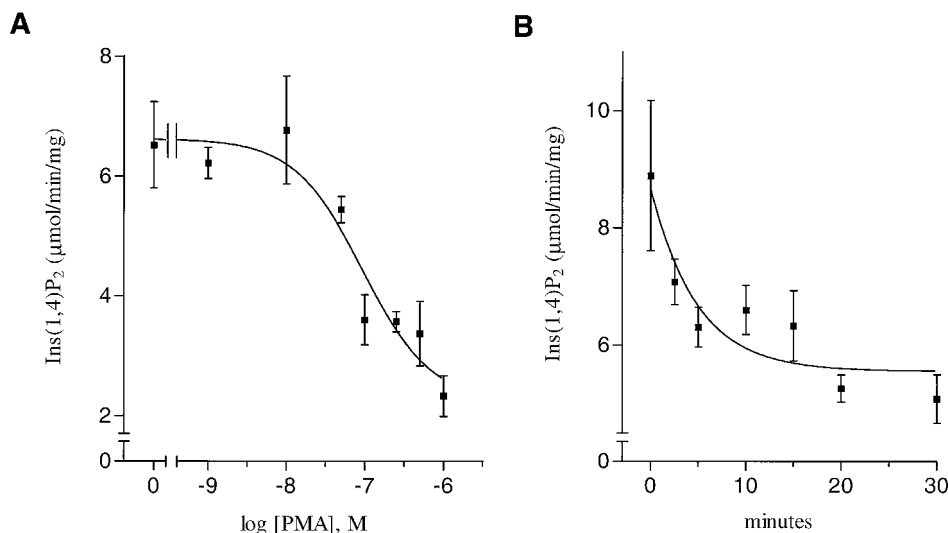 A
8
6
4
2
0
Ins(1,4)P2 (μmol/min/mg)
0 -9 -8 -7 -6
log [PMA], M
B
10
8
6
0
Ins(1,4)P2 (μmol/min/mg)
0 10 20 30
minutes